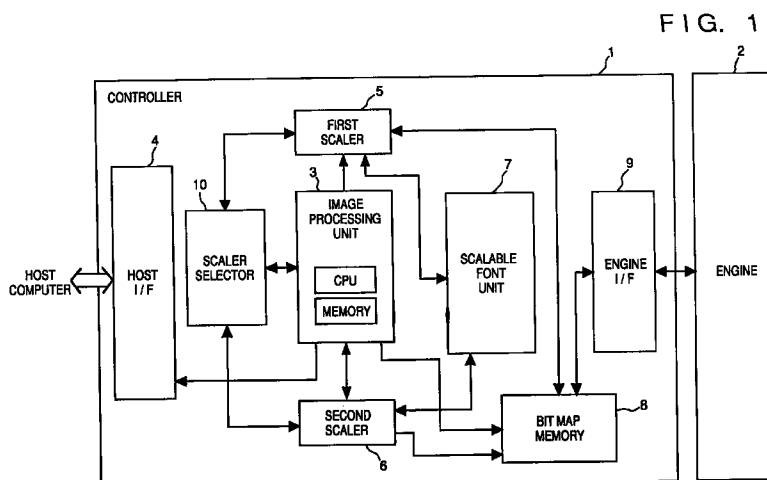 FIG. 1
1
2
CONTROLLER
5
FIRST
SCALER
4
10
3
7
9
IMAGE
PROCESSING
UNIT
HOST
COMPUTER
HOST
I/F
SCALER
SELECTOR
CPU
MEMORY
SCALABLE
FONT
UNIT
ENGINE
I/F
ENGINE
SECOND
SCALER
6
BIT MAP
MEMORY
8